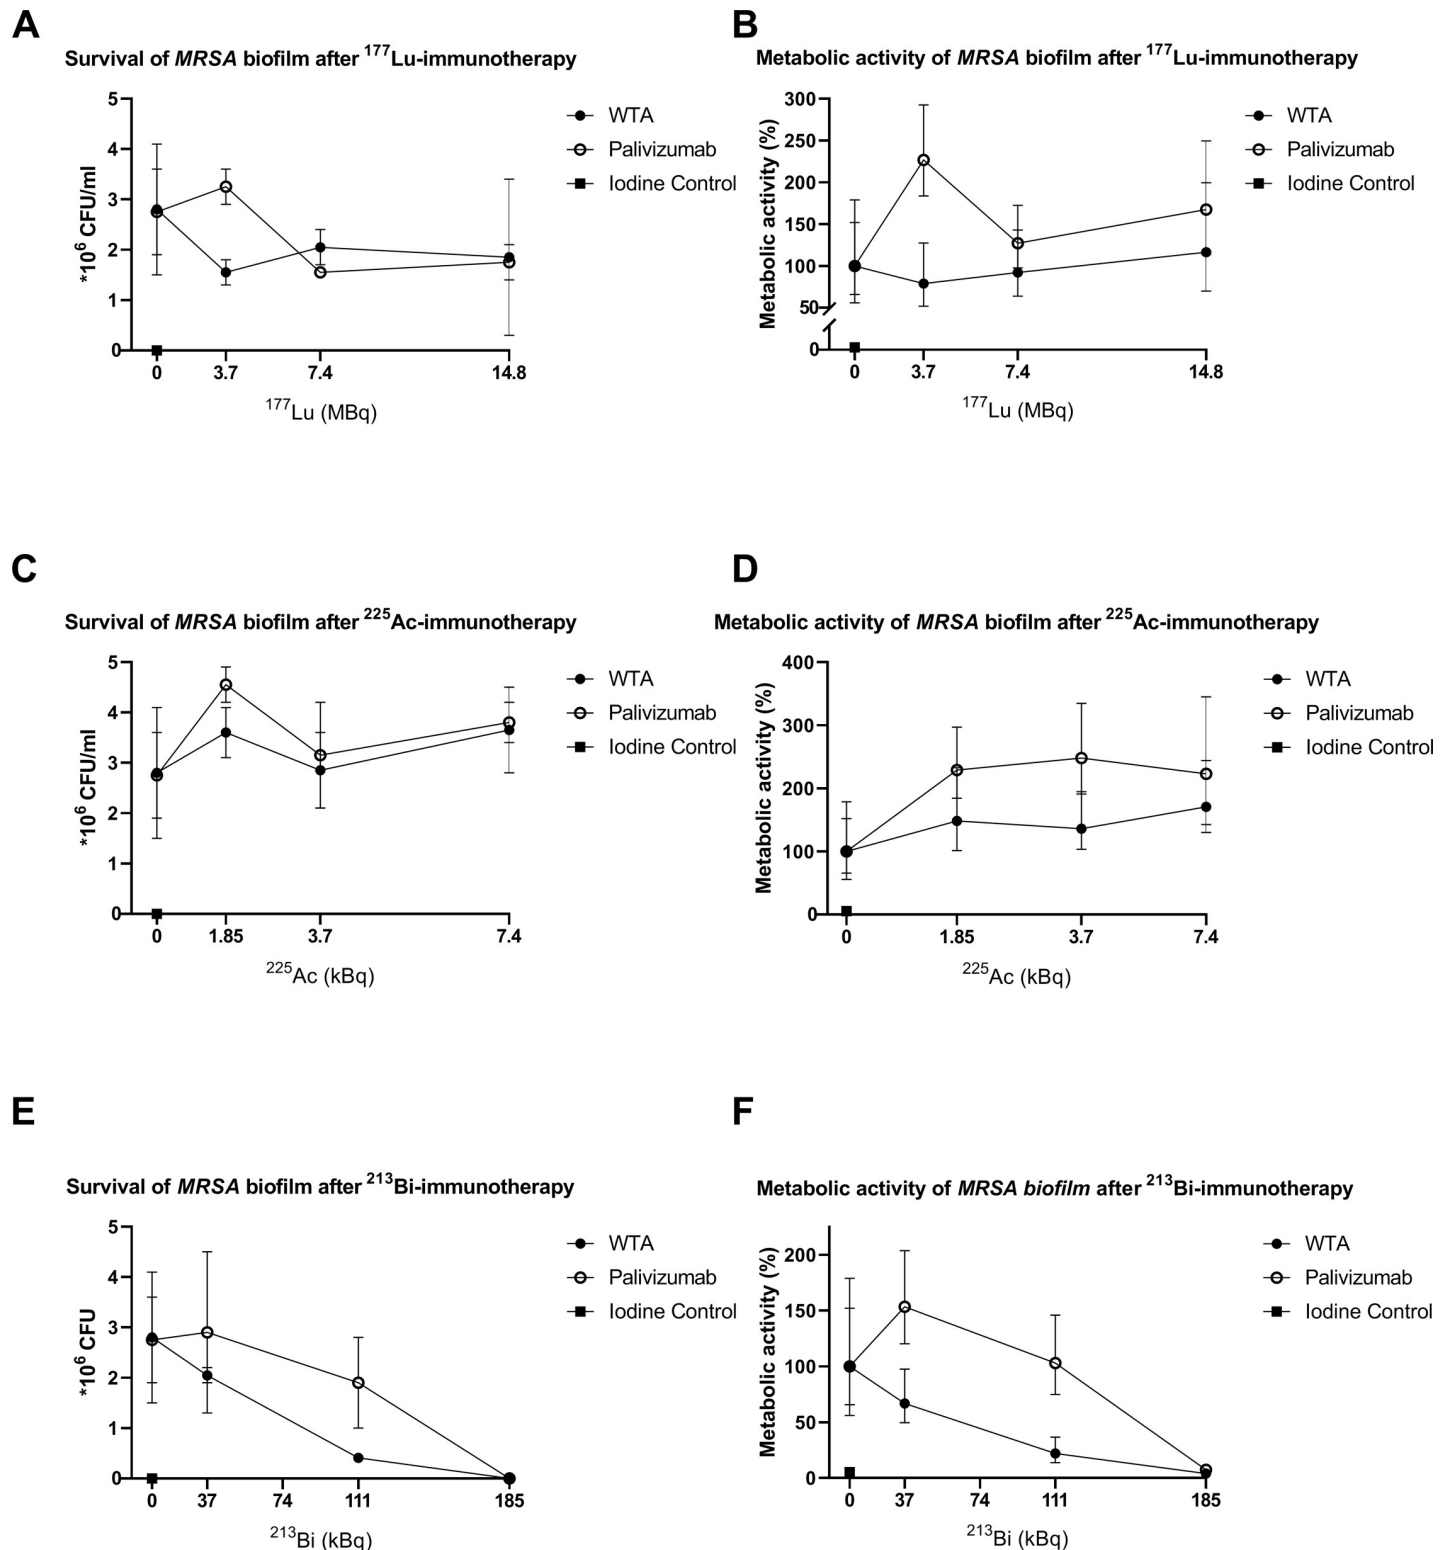 A
Survival of MRSA biofilm after ¹⁷⁷Lu-immunotherapy
*10⁶ CFU/ml
5
4
3
2
1
0
0 3.7 7.4 14.8
¹⁷⁷Lu (MBq)
WTA
Palivizumab
Iodine Control
B
Metabolic activity of MRSA biofilm after ¹⁷⁷Lu-immunotherapy
Metabolic activity (%)
300
250
200
150
100
50
0
0 3.7 7.4 14.8
¹⁷⁷Lu (MBq)
WTA
Palivizumab
Iodine Control
C
Survival of MRSA biofilm after ²²⁵Ac-immunotherapy
*10⁶ CFU/ml
5
4
3
2
1
0
0 1.85 3.7 7.4
²²⁵Ac (kBq)
WTA
Palivizumab
Iodine Control
D
Metabolic activity of MRSA biofilm after ²²⁵Ac-immunotherapy
Metabolic activity (%)
400
300
200
100
0
0 1.85 3.7 7.4
²²⁵Ac (kBq)
WTA
Palivizumab
Iodine Control
E
Survival of MRSA biofilm after ²¹³Bi-immunotherapy
*10⁶ CFU
5
4
3
2
1
0
0 37 74 111 185
²¹³Bi (kBq)
WTA
Palivizumab
Iodine Control
F
Metabolic activity of MRSA biofilm after ²¹³Bi-immunotherapy
Metabolic activity (%)
200
150
100
50
0
0 37 74 111 185
²¹³Bi (kBq)
WTA
Palivizumab
Iodine Control